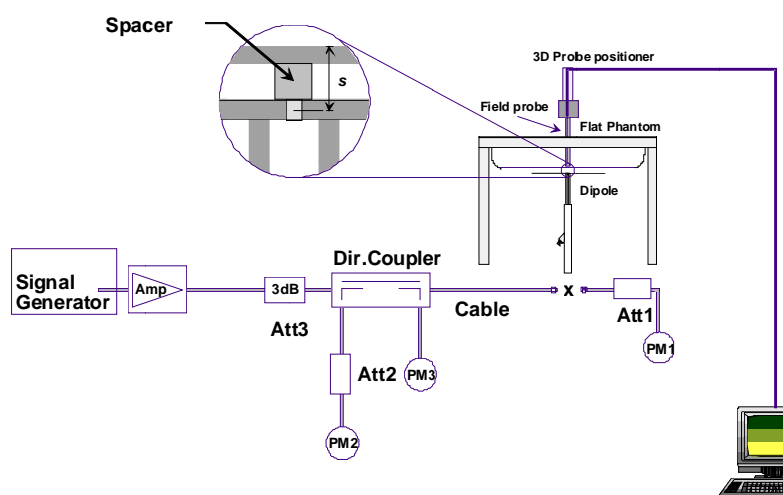 Spacer
s
3D Probe positioner
Field probe
Flat Phantom
Dipole
Dir.Coupler
Signal
Generator
Amp
3dB
Att3
Cable
x
Att1
PM1
Att2
PM3
PM2